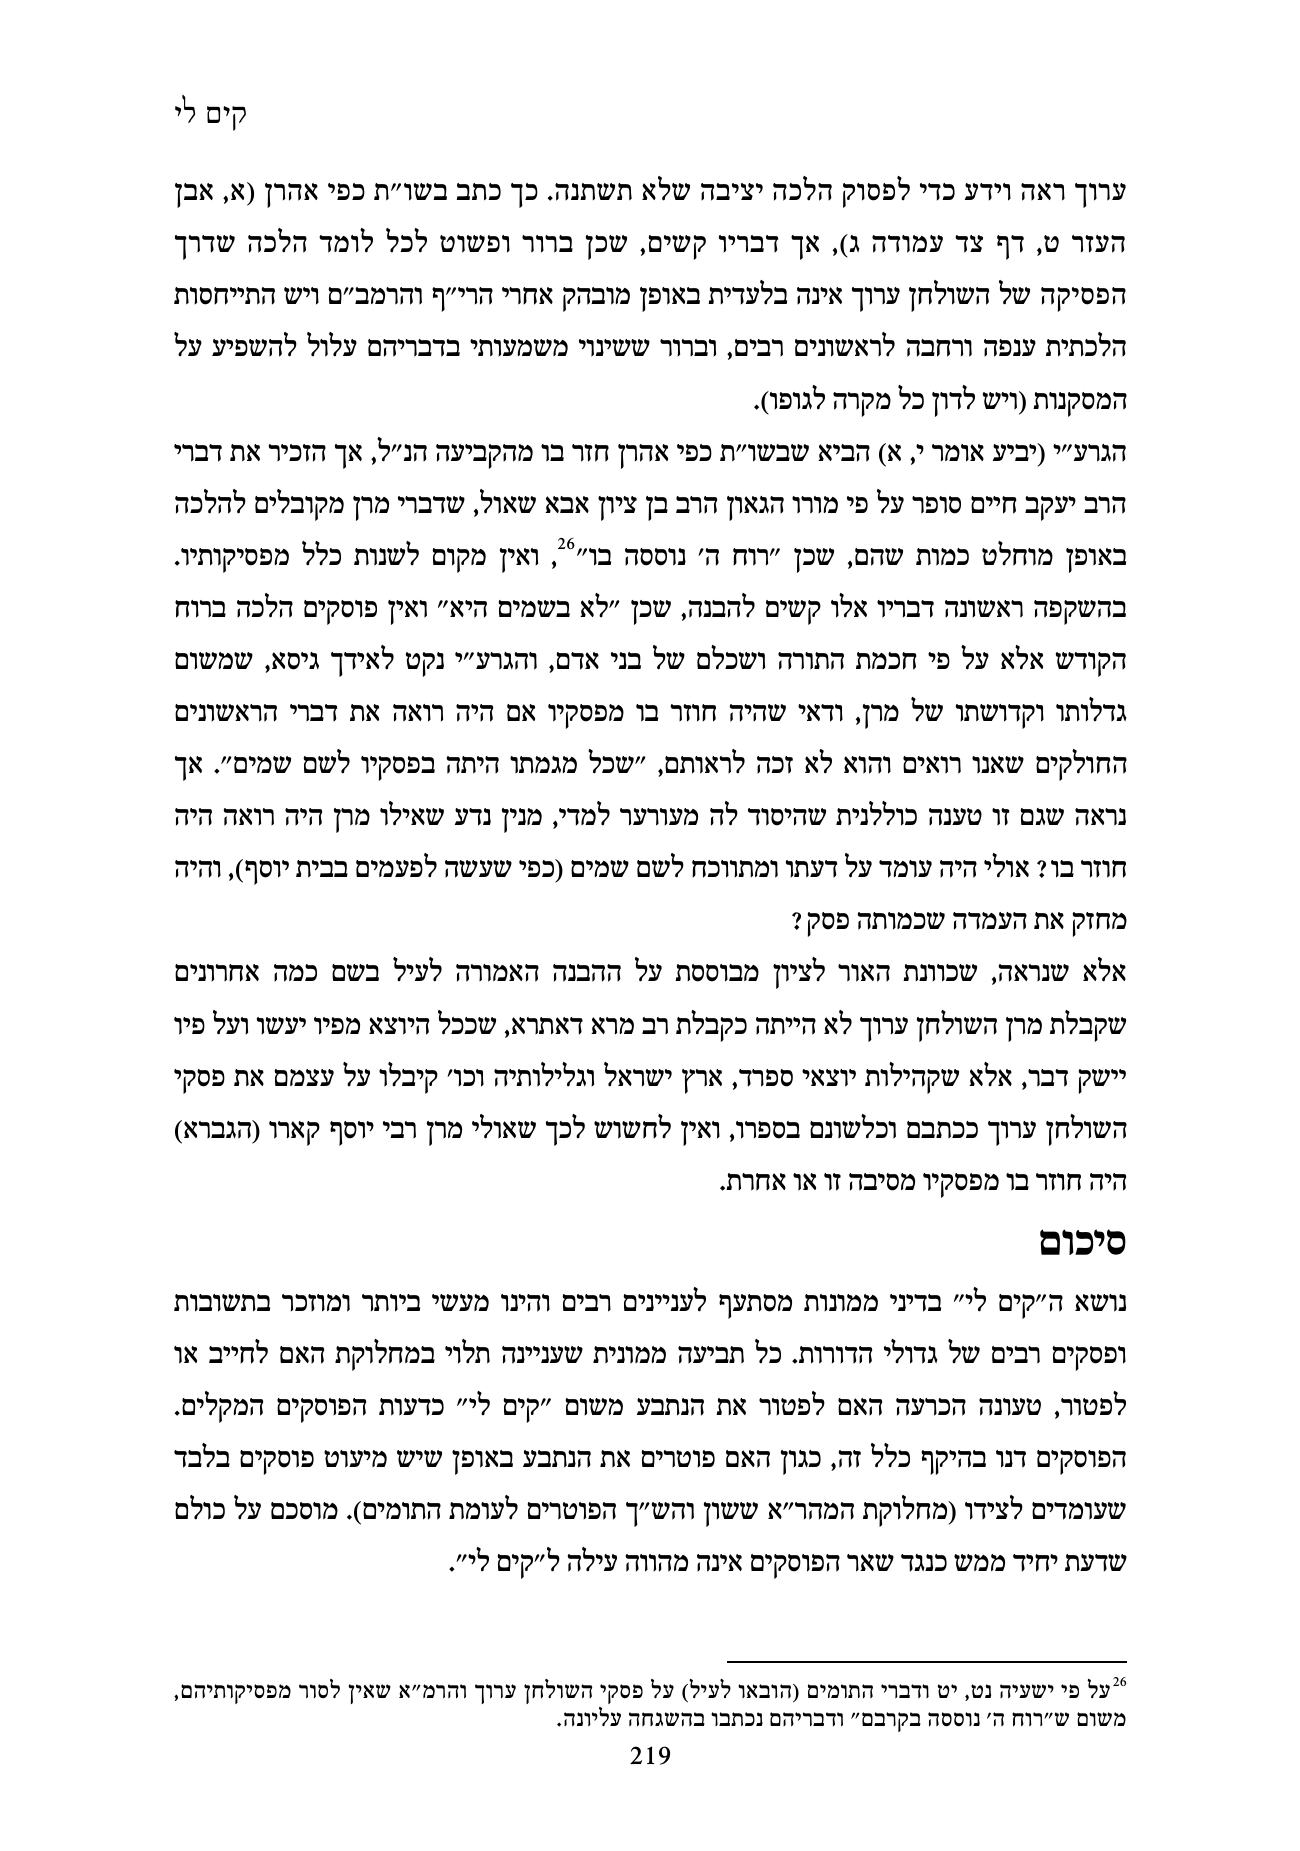 קים לי
ערוך ראה וידע כדי לפסוק הלכה יציבה שלא תשתנה. כך כתב בשו״ת כפי אהרן (א, אבן
העזר ט, דף צד עמודה ג), אך דבריו קשים, שכן ברור ופשוט לכל לומד הלכה שדרך
הפסיקה של השולחן ערוך אינה בלעדית באופן מובהק אחרי הרי״ף והרמב״ם ויש התייחסות
הלכתית ענפה ורחבה לראשונים רבים, וברור ששינוי משמעותי בדבריהם עלול להשפיע על
המסקנות (ויש לדון כל מקרה לגופו).
הגרע״י (יביע אומר י, א) הביא שבשו״ת כפי אהרן חזר בו מהקביעה הנ״ל, אך הזכיר את דברי
הרב יעקב חיים סופר על פי מורו הגאון הרב בן ציון אבא שאול, שדברי מרן מקובלים להלכה
באופן מוחלט כמות שהם, שכן ״רוח ה׳ נוססה בו״26, ואין מקום לשנות כלל מפסיקותיו.
בהשקפה ראשונה דבריו אלו קשים להבנה, שכן ״לא בשמים היא״ ואין פוסקים הלכה ברוח
הקודש אלא על פי חכמת התורה ושכלם של בני אדם, והגרע״י נקט לאידך גיסא, שמשום
גדלותו וקדושתו של מרן, ודאי שהיה חוזר בו מפסקיו אם היה רואה את דברי הראשונים
החולקים שאנו רואים והוא לא זכה לראותם, ״שכל מגמתו היתה בפסקיו לשם שמים״. אך
נראה שגם זו טענה כוללנית שהיסוד לה מעורער למדי, מנין נדע שאילו מרן היה רואה היה
חוזר בו? אולי היה עומד על דעתו ומתווכח לשם שמים (כפי שעשה לפעמים בבית יוסף), והיה
מחזק את העמדה שכמותה פסק?
אלא שנראה, שכוונת האור לציון מבוססת על ההבנה האמורה לעיל בשם כמה אחרונים
שקבלת מרן השולחן ערוך לא הייתה כקבלת רב מרא דאתרא, שככל היוצא מפיו יעשו ועל פיו
יישק דבר, אלא שקהילות יוצאי ספרד, ארץ ישראל וגלילותיה וכו׳ קיבלו על עצמם את פסקי
השולחן ערוך ככתבם וכלשונם בספרו, ואין לחשוש לכך שאולי מרן רבי יוסף קארו (הגברא)
היה חוזר בו מפסקיו מסיבה זו או אחרת.
סיכום
נושא ה״קים לי״ בדיני ממונות מסתעף לעניינים רבים והינו מעשי ביותר ומוזכר בתשובות
ופסקים רבים של גדולי הדורות. כל תביעה ממונית שעניינה תלוי במחלוקת האם לחייב או
לפטור, טעונה הכרעה האם לפטור את הנתבע משום ״קים לי״ כדעות הפוסקים המקלים.
הפוסקים דנו בהיקף כלל זה, כגון האם פוטרים את הנתבע באופן שיש מיעוט פוסקים בלבד
שעומדים לצידו (מחלוקת המהר״א ששון והש״ך הפוטרים לעומת התומים). מוסכם על כולם
שדעת יחיד ממש כנגד שאר הפוסקים אינה מהווה עילה ל״קים לי״.
26על פי ישעיה נט, יט ודברי התומים (הובאו לעיל) על פסקי השולחן ערוך והרמ״א שאין לסור מפסיקותיהם,
משום ש״רוח ה׳ נוססה בקרבם״ ודבריהם נכתבו בהשגחה עליונה.
219